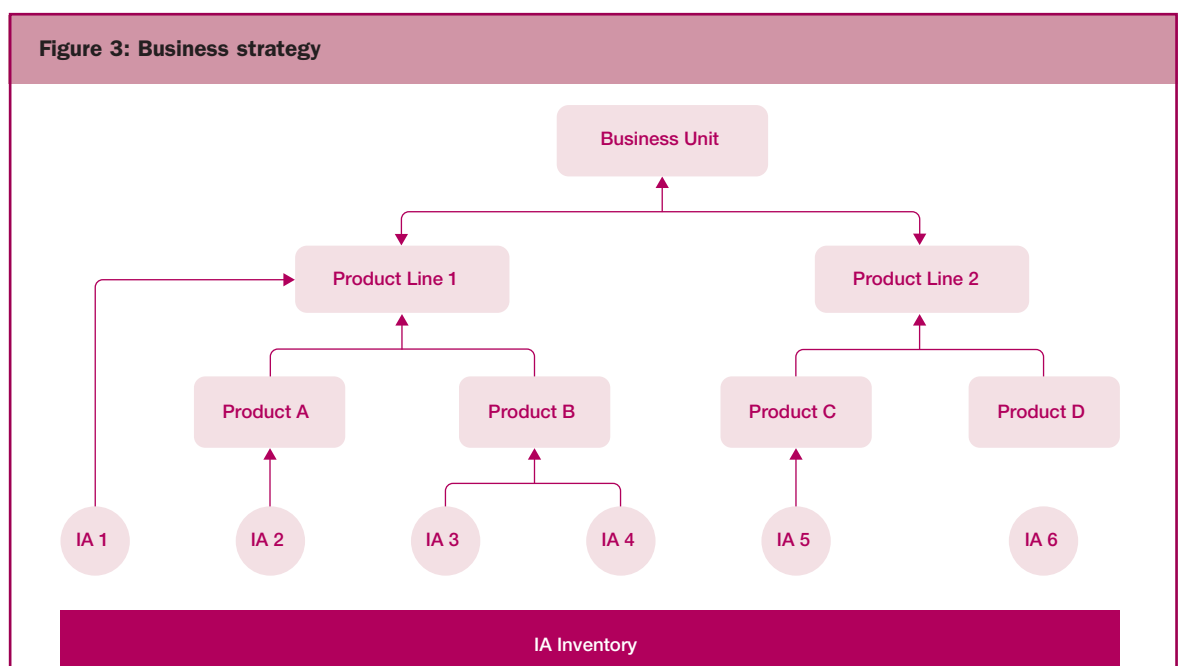 Figure 3: Business strategy
Business Unit
Product Line 1
Product Line 2
Product A
Product B
Product C
Product D
IA 1
IA 2
IA 3
IA 4
IA 5
IA 6
IA Inventory